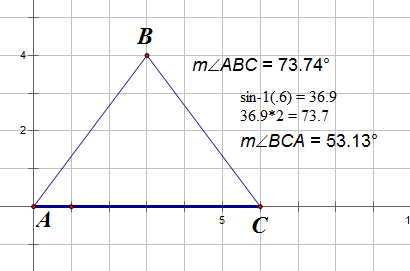 B
4
m∠ABC = 73.74°
sin-1(.6) = 36.9
36.9*2 = 73.7
2
m∠BCA = 53.13°
A
5
C
1